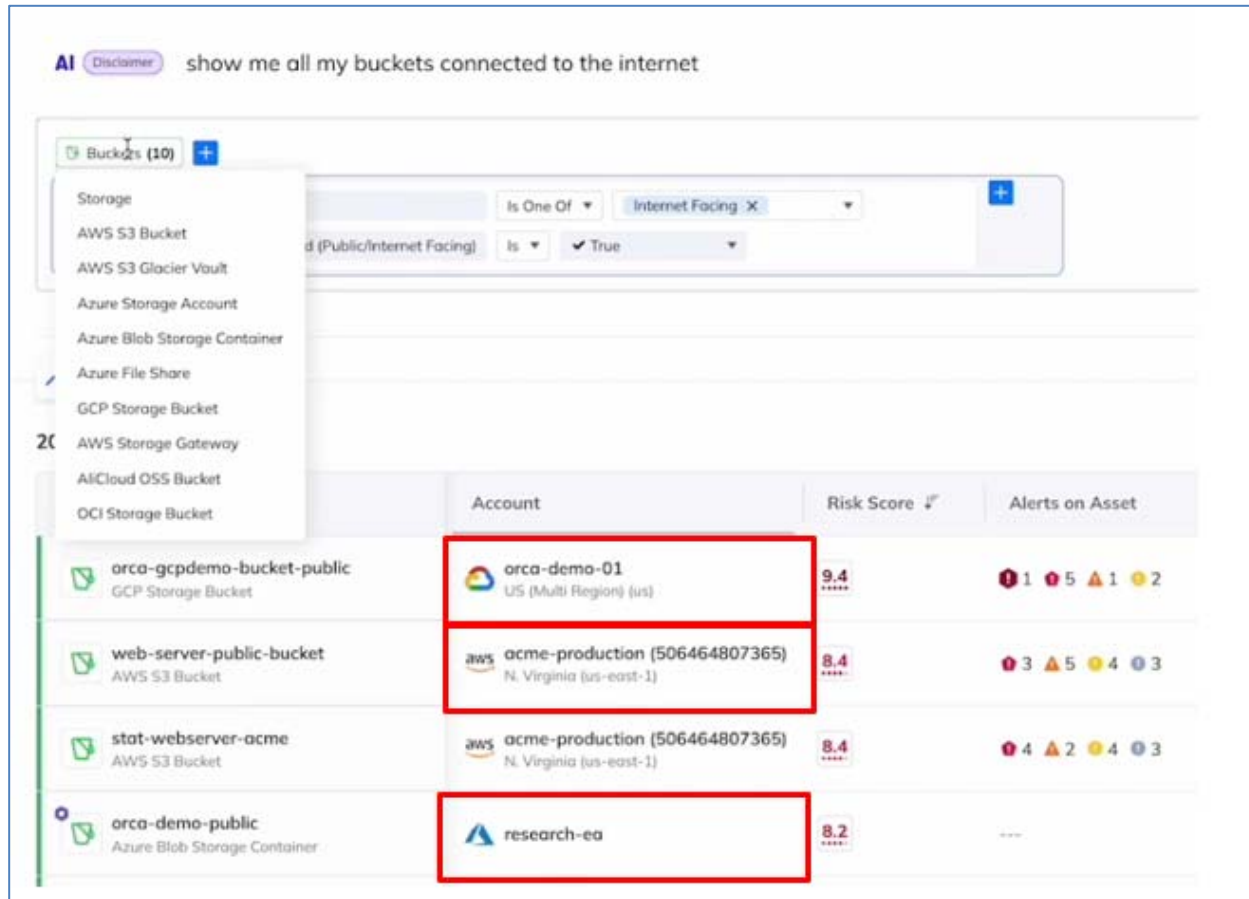 AI Disclaimer show me all my buckets connected to the internet
Buckets (10)
Storage
AWS S3 Bucket
AWS S3 Glacier Vault
Azure Storage Account
Azure Blob Storage Container
Azure File Share
GCP Storage Bucket
AWS Storage Gateway
AliCloud OSS Bucket
OCI Storage Bucket
Is One Of Internet Facing
(Public/Internet Facing) Is True
Account Risk Score Alerts on Asset
orca-gcpdemo-bucket-public orca-demo-01 9.4 1 5 1 2
GCP Storage Bucket US (Multi Region) (us)
web-server-public-bucket aws acme-production (506464807365) 8.4 3 5 4 3
AWS S3 Bucket N. Virginia (us-east-1)
stat-webserver-acme aws acme-production (506464807365) 8.4 4 2 4 3
AWS S3 Bucket N. Virginia (us-east-1)
orca-demo-public research-ea 8.2 ---
Azure Blob Storage Container